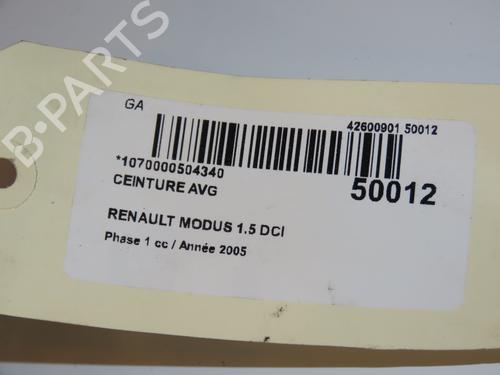 GA
42600901 50012
*1070000504340
50012
CEINTURE AVG
RENAULT MODUS 1.5 DCI
Phase 1 cc / Année 2005
B-PARTS